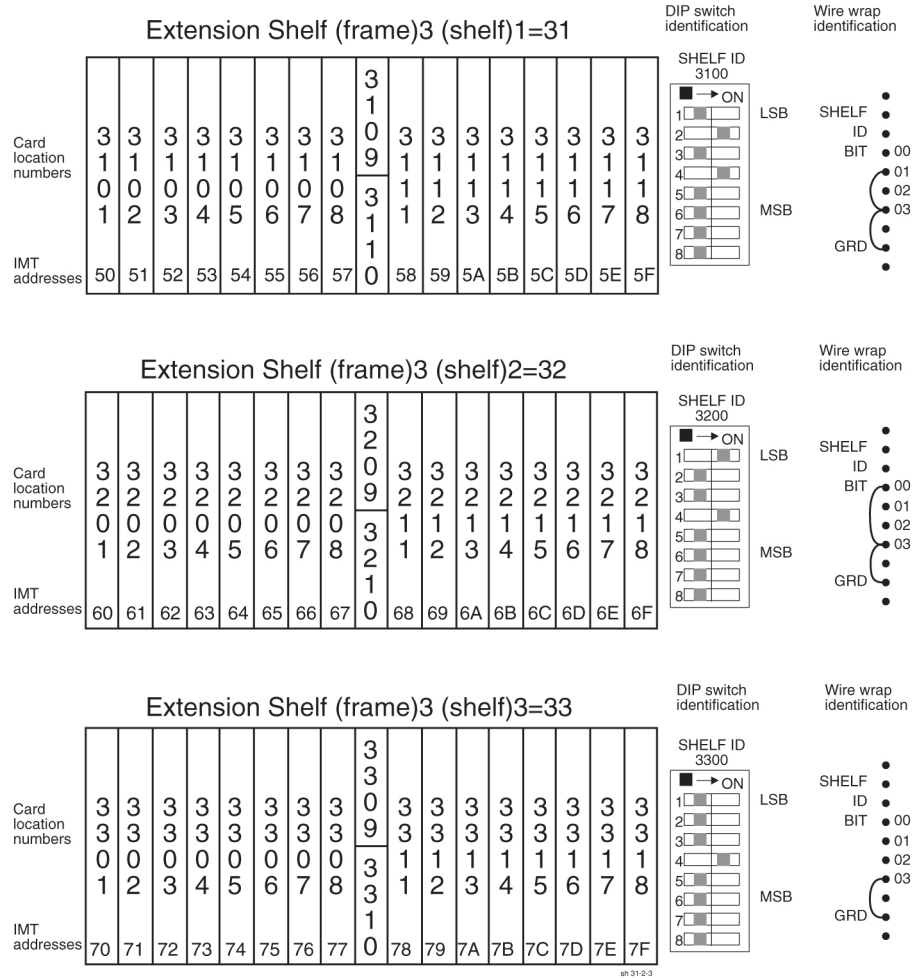 Extension Shelf (frame)3 (shelf)1=31
DIP switch
identification
Wire wrap
identification
SHELF ID
3100
ON
Card
location
numbers
3101 3102 3103 3104 3105 3106 3107 3108 3109 3110 3111 3112 3113 3114 3115 3116 3117 3118
IMT
addresses
50 51 52 53 54 55 56 57 58 59 5A 5B 5C 5D 5E 5F
1
2
3
4
5
6
7
8
LSB
MSB
SHELF
ID
BIT
00
01
02
03
GRD
Extension Shelf (frame)3 (shelf)2=32
DIP switch
identification
Wire wrap
identification
SHELF ID
3200
ON
Card
location
numbers
3201 3202 3203 3204 3205 3206 3207 3208 3209 3210 3211 3212 3213 3214 3215 3216 3217 3218
IMT
addresses
60 61 62 63 64 65 66 67 68 69 6A 6B 6C 6D 6E 6F
1
2
3
4
5
6
7
8
LSB
MSB
SHELF
ID
BIT
00
01
02
03
GRD
Extension Shelf (frame)3 (shelf)3=33
DIP switch
identification
Wire wrap
identification
SHELF ID
3300
ON
Card
location
numbers
3301 3302 3303 3304 3305 3306 3307 3308 3309 3310 3311 3312 3313 3314 3315 3316 3317 3318
IMT
addresses
70 71 72 73 74 75 76 77 78 79 7A 7B 7C 7D 7E 7F
1
2
3
4
5
6
7
8
LSB
MSB
SHELF
ID
BIT
00
01
02
03
GRD
sh 31-2-3